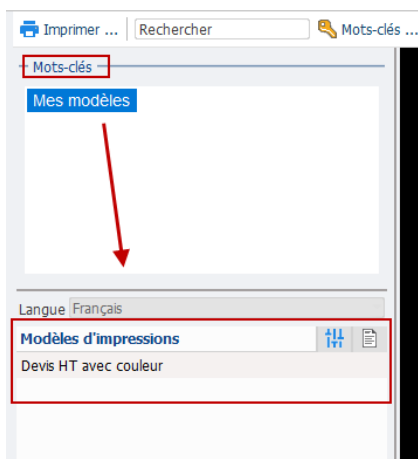 Imprimer ... Rechercher Mots-clés ...
Mots-clés
Mes modèles
Langue Français
Modèles d'impressions
Devis HT avec couleur